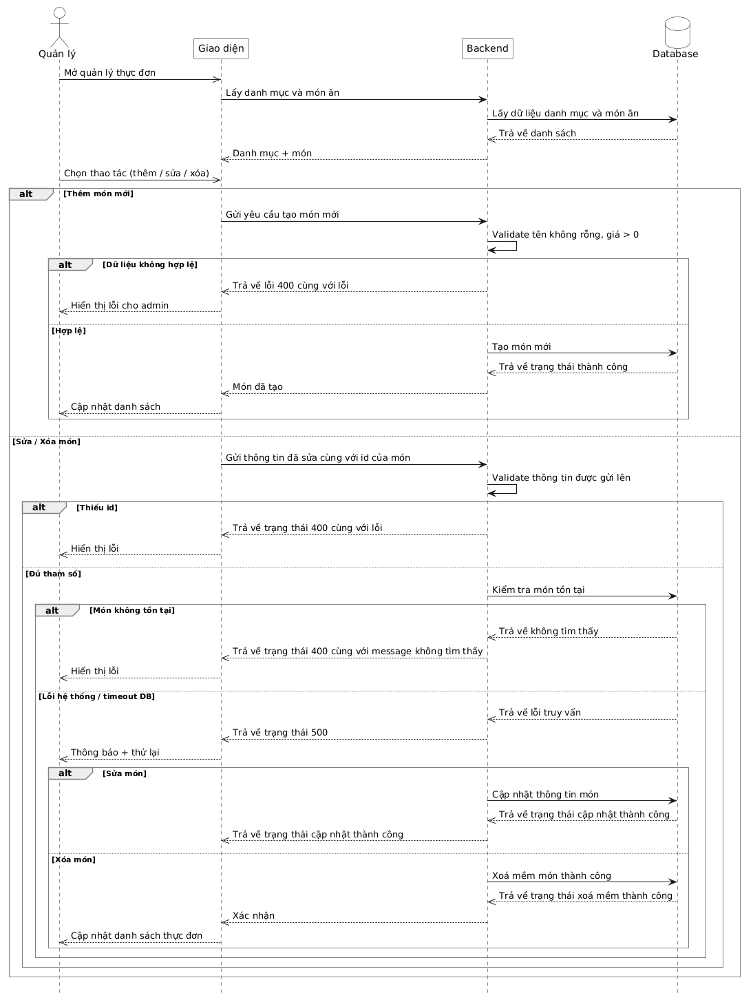 Quản lý
Giao diện
Backend
Database
Mở quản lý thực đơn
Lấy danh mục và món ăn
Lấy dữ liệu danh mục và món ăn
Trả về danh sách
Danh mục + món
Chọn thao tác (thêm / sửa / xóa)
alt [Thêm món mới]
Gửi yêu cầu tạo món mới
Validate tên không rỗng, giá > 0
alt [Dữ liệu không hợp lệ]
Trả về lỗi 400 cùng với lỗi
Hiển thị lỗi cho admin
[Hợp lệ]
Tạo món mới
Trả về trạng thái thành công
Món đã tạo
Cập nhật danh sách
[Sửa / Xóa món]
Gửi thông tin đã sửa cùng với id của món
Validate thông tin được gửi lên
alt [Thiếu id]
Trả về trạng thái 400 cùng với lỗi
Hiển thị lỗi
[Đủ tham số]
Kiểm tra món tồn tại
alt [Món không tồn tại]
Trả về không tìm thấy
Trả về trạng thái 400 cùng với message không tìm thấy
Hiển thị lỗi
[Lỗi hệ thống / timeout DB]
Trả về lỗi truy vấn
Trả về trạng thái 500
Thông báo + thử lại
alt [Sửa món]
Cập nhật thông tin món
Trả về trạng thái cập nhật thành công
Trả về trạng thái cập nhật thành công
[Xóa món]
Xoá mềm món thành công
Trả về trạng thái xoá mềm thành công
Xác nhận
Cập nhật danh sách thực đơn